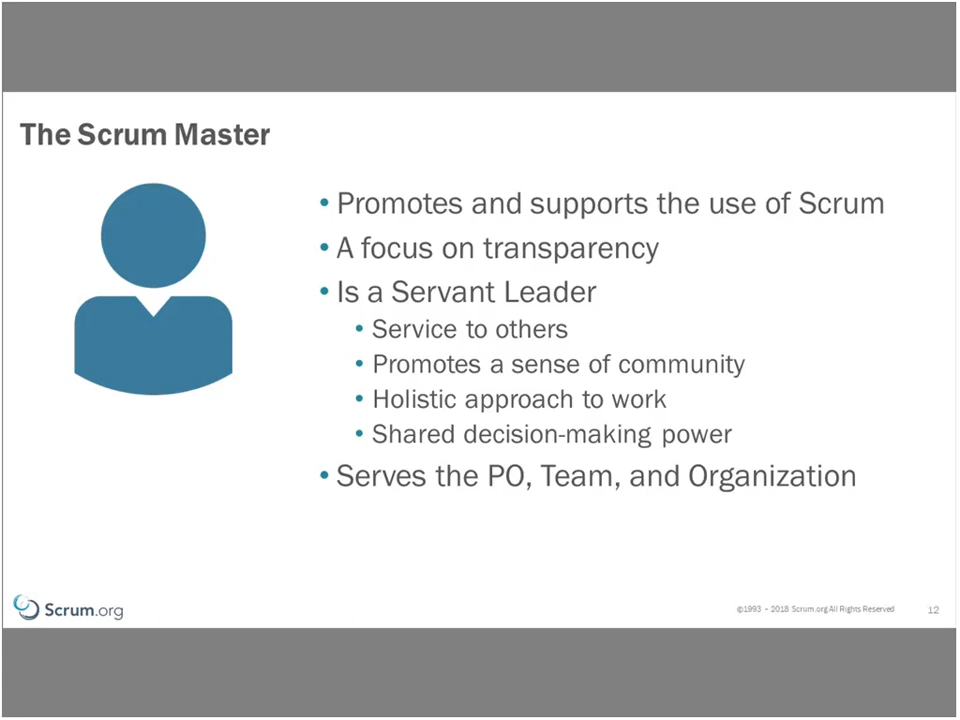 The Scrum Master
• Promotes and supports the use of Scrum
• A focus on transparency
• Is a Servant Leader
• Service to others
• Promotes a sense of community
• Holistic approach to work
• Shared decision-making power
• Serves the PO, Team, and Organization
Scrum.org
©1993 – 2018 Scrum.org All Rights Reserved
12